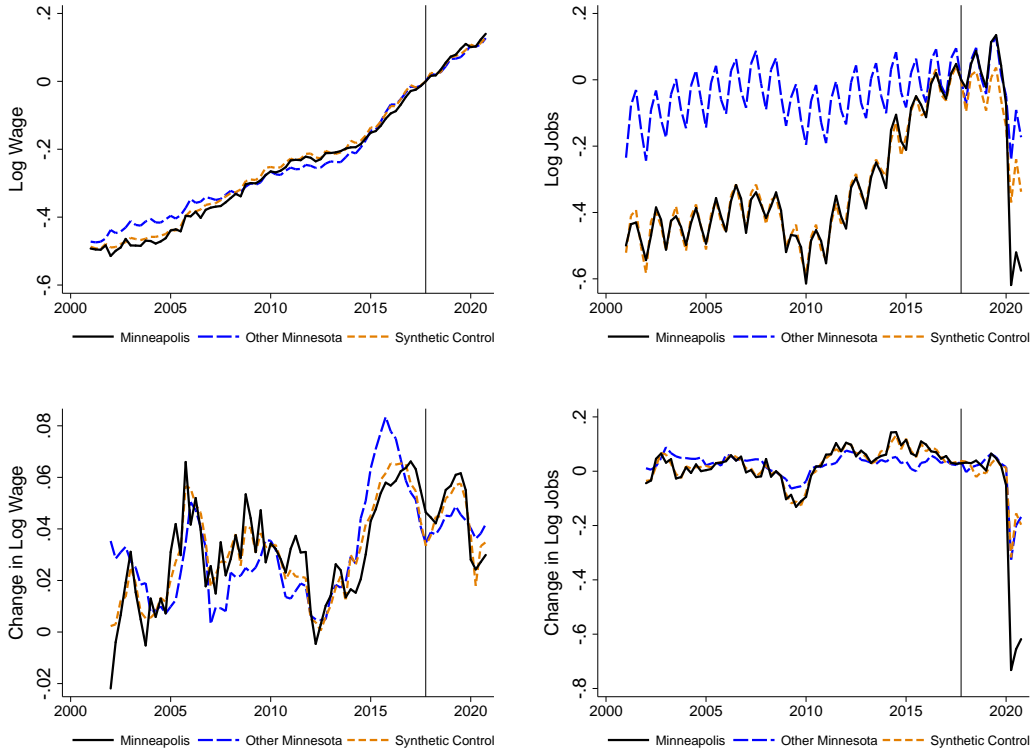 Log Wage
.2
0
-.2
-.4
-.6
2000 2005 2010 2015 2020
Minneapolis Other Minnesota Synthetic Control
Log Jobs
.2
0
-.2
-.4
-.6
2000 2005 2010 2015 2020
Minneapolis Other Minnesota Synthetic Control
Change in Log Wage
.08
.06
.04
.02
0
-.02
2000 2005 2010 2015 2020
Minneapolis Other Minnesota Synthetic Control
Change in Log Jobs
.2
0
-.2
-.4
-.6
-.8
2000 2005 2010 2015 2020
Minneapolis Other Minnesota Synthetic Control